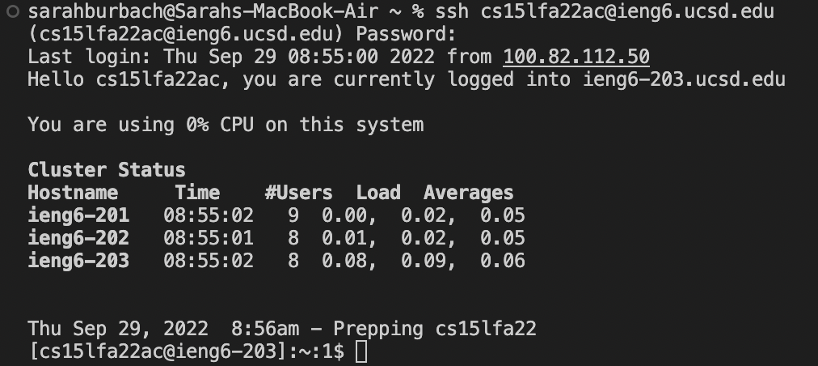 sarahburbach@Sarahs-MacBook-Air ~ % ssh cs15lfa22ac@ieng6.ucsd.edu
(cs15lfa22ac@ieng6.ucsd.edu) Password:
Last login: Thu Sep 29 08:55:00 2022 from 100.82.112.50
Hello cs15lfa22ac, you are currently logged into ieng6-203.ucsd.edu
You are using 0% CPU on this system
Cluster Status
Hostname     Time    #Users  Load  Averages
ieng6-201   08:55:02   9  0.00,  0.02,  0.05
ieng6-202   08:55:01   8  0.01,  0.02,  0.05
ieng6-203   08:55:02   8  0.08,  0.09,  0.06
Thu Sep 29, 2022  8:56am - Prepping cs15lfa22
[cs15lfa22ac@ieng6-203]:~:1$